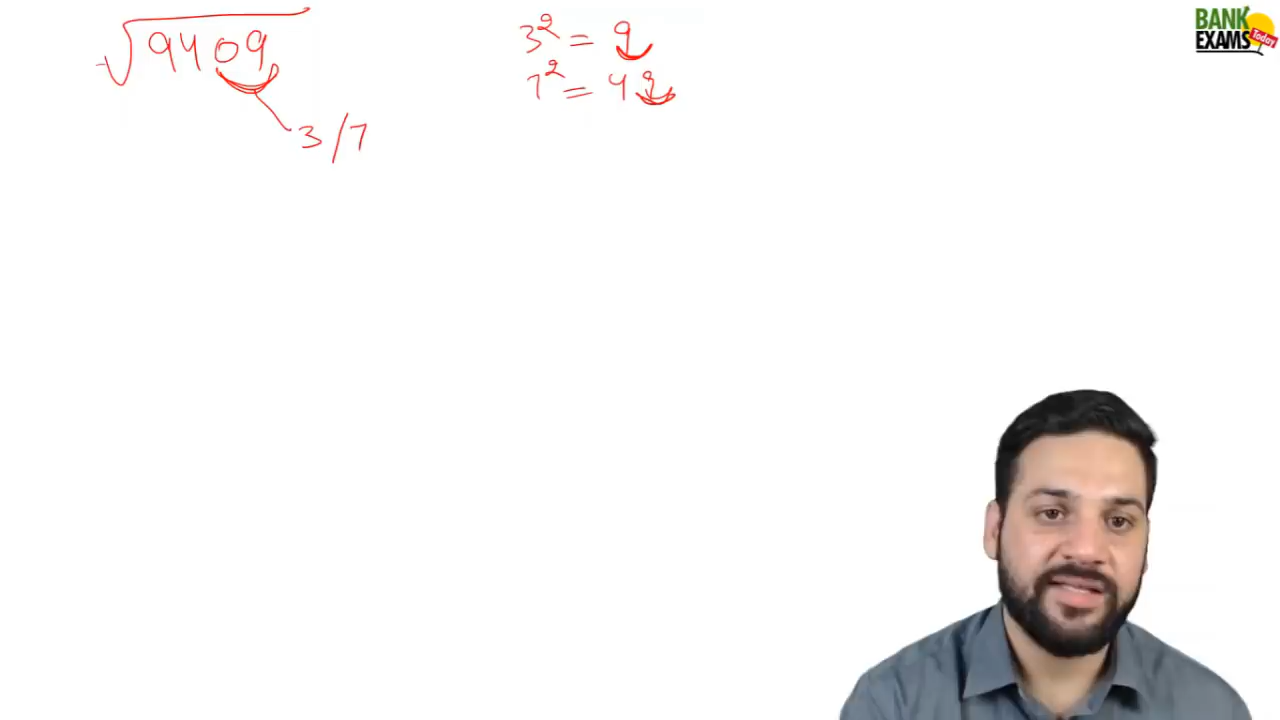 √9409
3/7
3² = 9
7² = 49
BANK
EXAMS Today